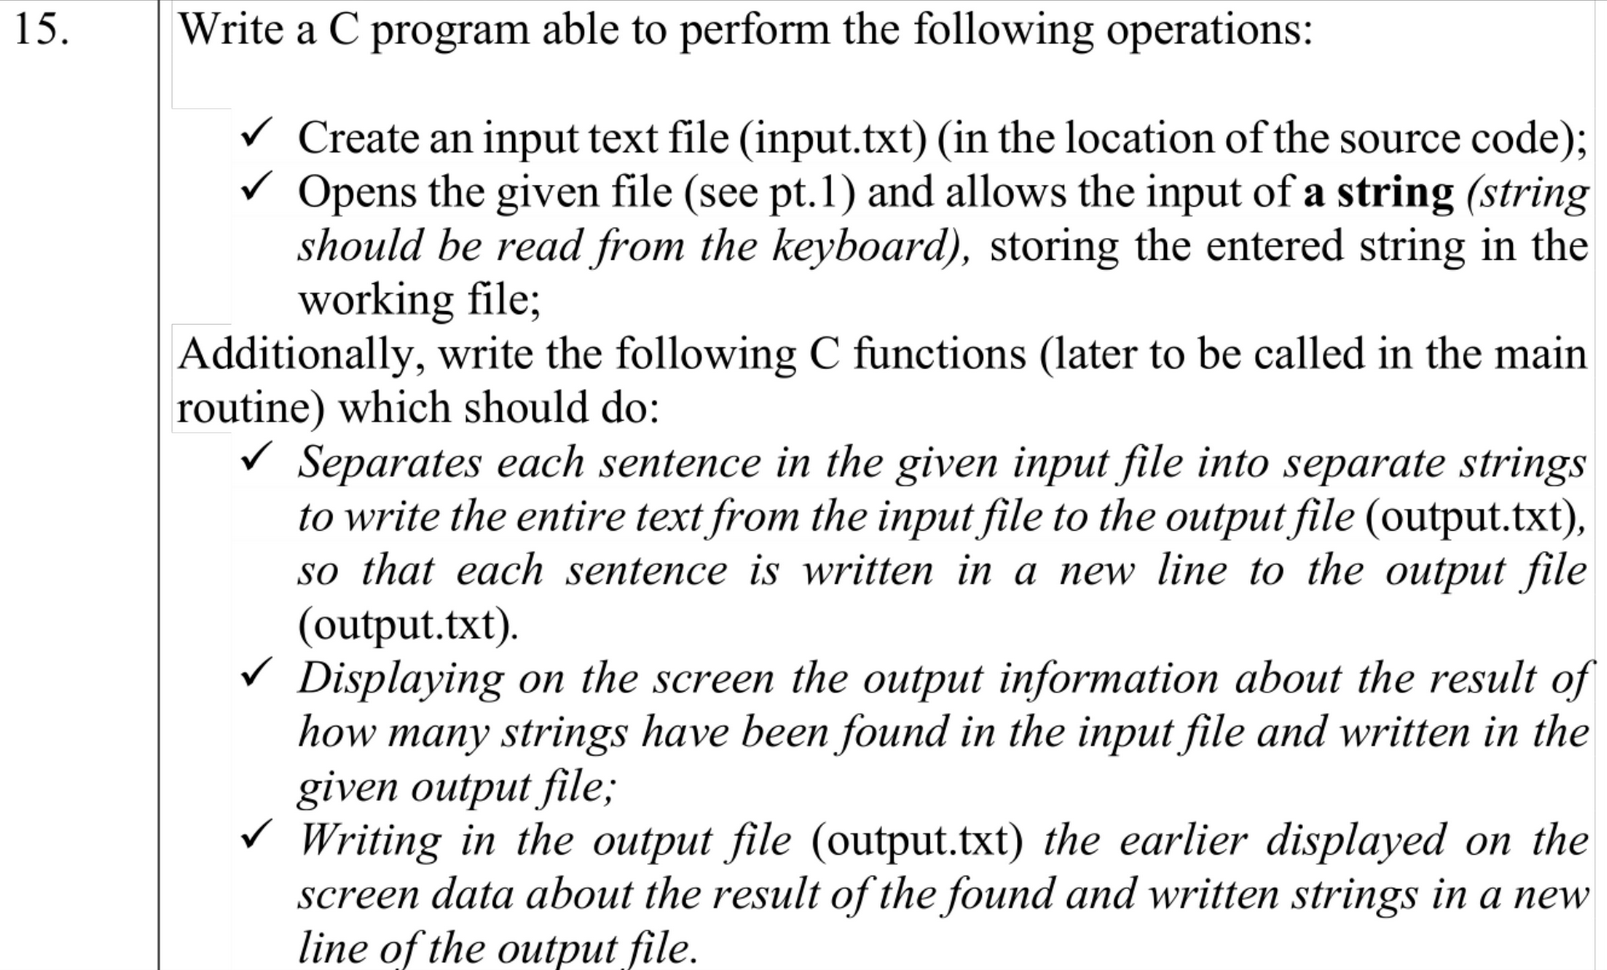 15. Write a C program able to perform the following operations:
✓ Create an input text file (input.txt) (in the location of the source code);
✓ Opens the given file (see pt.1) and allows the input of a string (string
should be read from the keyboard), storing the entered string in the
working file;
Additionally, write the following C functions (later to be called in the main
routine) which should do:
✓ Separates each sentence in the given input file into separate strings
to write the entire text from the input file to the output file (output.txt),
so that each sentence is written in a new line to the output file
(output.txt).
✓ Displaying on the screen the output information about the result of
how many strings have been found in the input file and written in the
given output file;
✓ Writing in the output file (output.txt) the earlier displayed on the
screen data about the result of the found and written strings in a new
line of the output file.